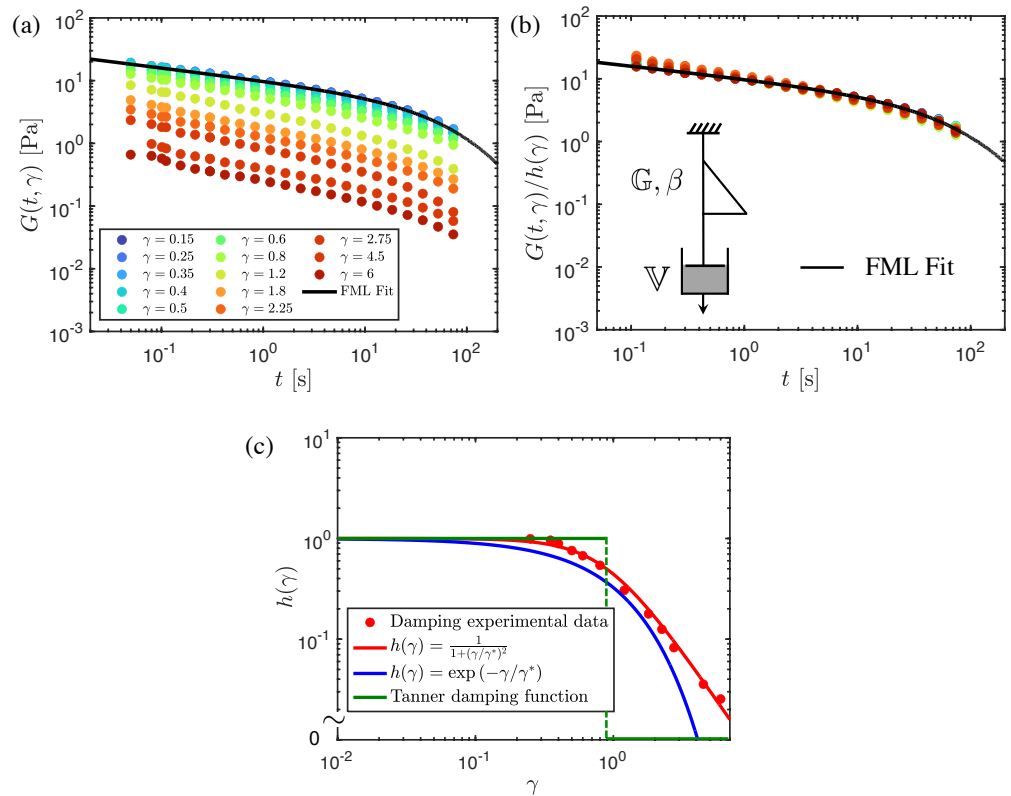 (a)
10^2
10^1
10^0
10^-1
10^-2
10^-3
G(t, γ) [Pa]
γ = 0.15
γ = 0.25
γ = 0.35
γ = 0.4
γ = 0.5
γ = 0.6
γ = 0.8
γ = 1.2
γ = 1.8
γ = 2.25
γ = 2.75
γ = 4.5
γ = 6
FML Fit
10^-1
10^0
10^1
10^2
t [s]
(b)
10^2
10^1
10^0
10^-1
10^-2
10^-3
G(t, γ)/h(γ) [Pa]
𝔾, β
𝕍
FML Fit
10^-1
10^0
10^1
10^2
t [s]
(c)
10^1
10^0
10^-1
0
~
h(γ)
Damping experimental data
h(γ) = 1/(1+(γ/γ*)^2)
h(γ) = exp (−γ/γ*)
Tanner damping function
10^-2
10^-1
10^0
γ